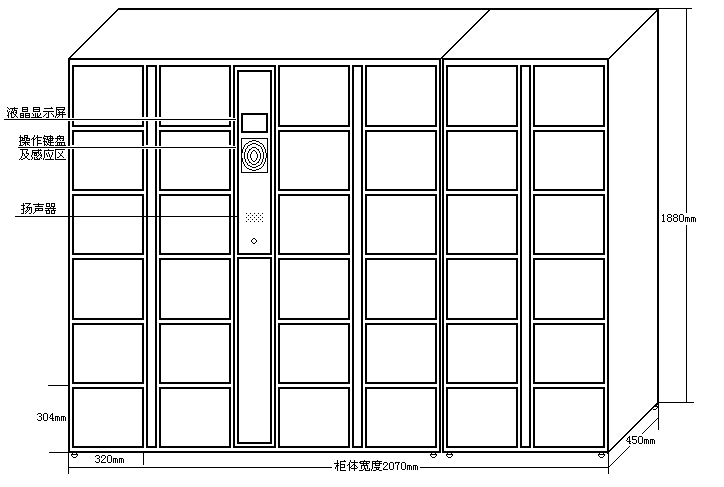 液晶显示屏
操作键盘
及感应区
扬声器
1880mm
304mm
320mm
450mm
柜体宽度2070mm